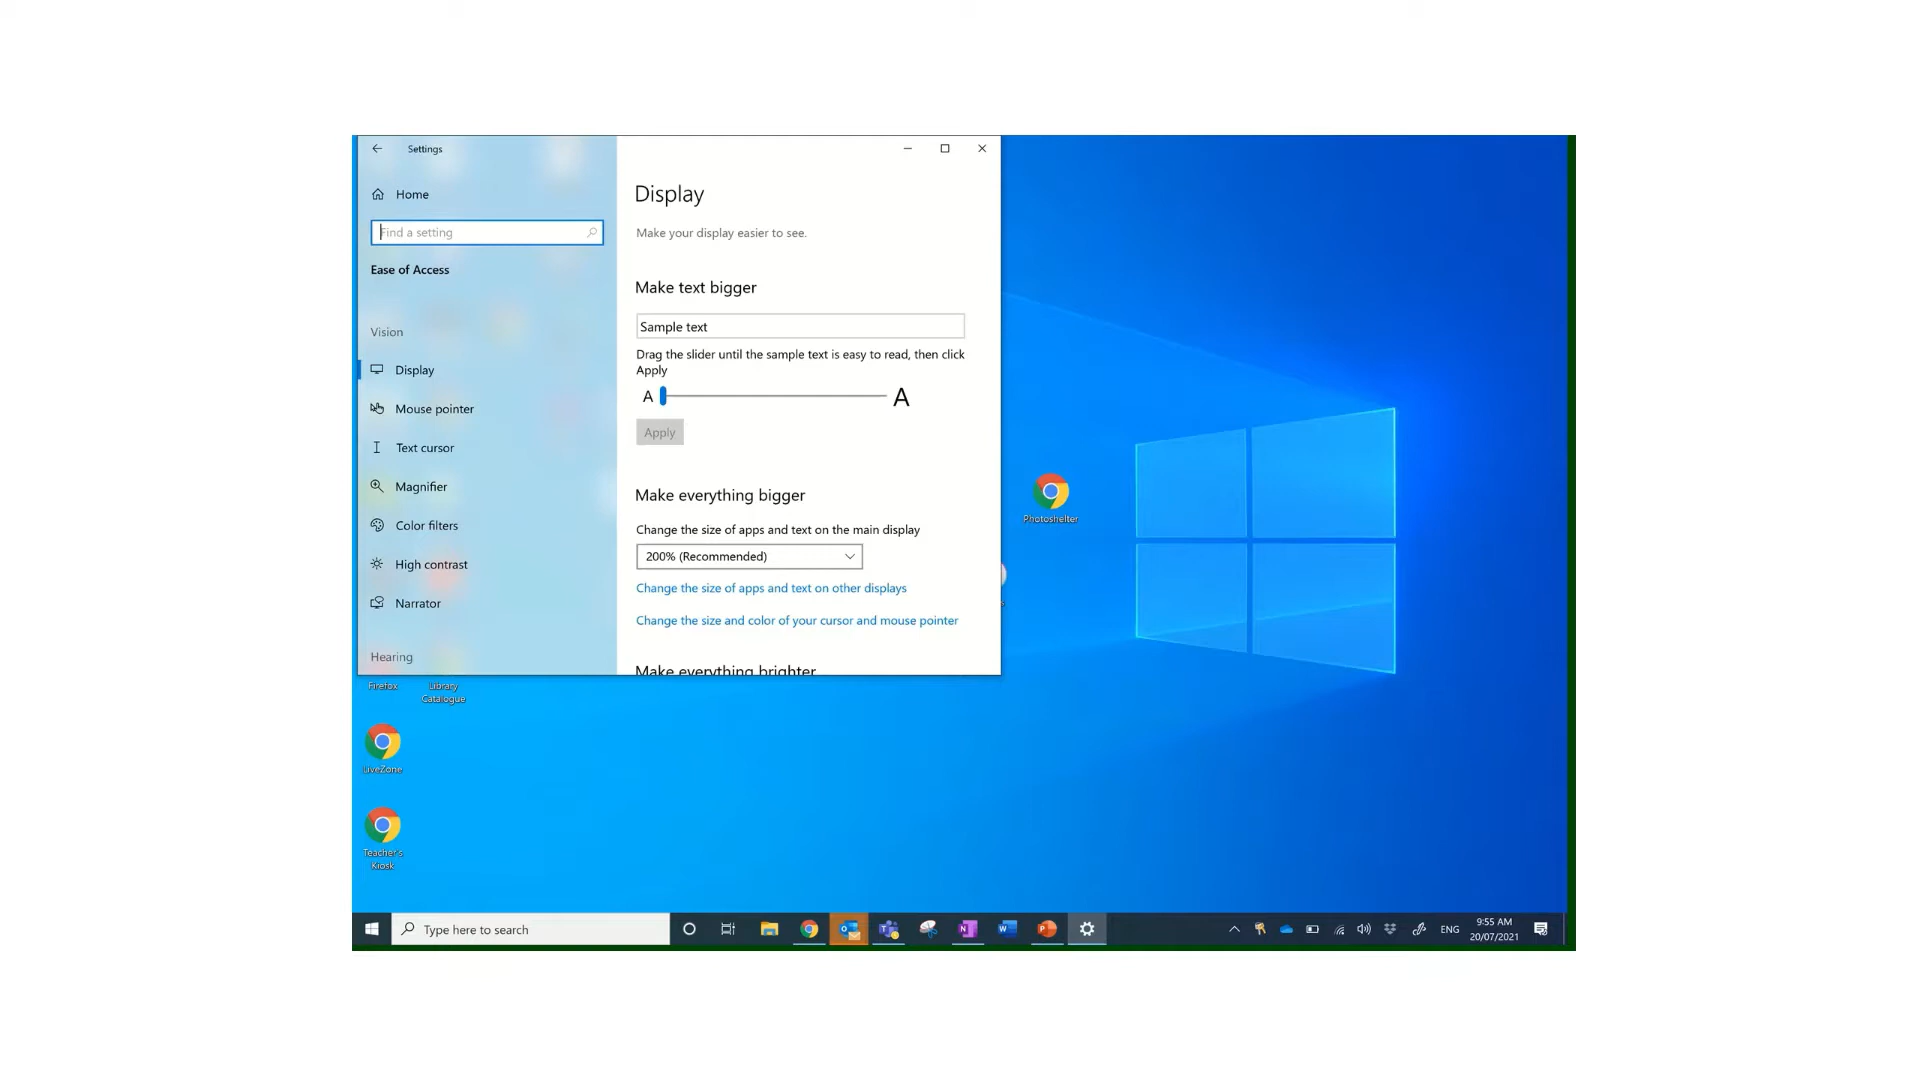 Settings
Home
Find a setting
Ease of Access
Vision
Display
Mouse pointer
Text cursor
Magnifier
Color filters
High contrast
Narrator
Hearing
Display
Make your display easier to see.
Make text bigger
Sample text
Drag the slider until the sample text is easy to read, then click
Apply
A A
Apply
Make everything bigger
Change the size of apps and text on the main display
200% (Recommended)
Change the size of apps and text on other displays
Change the size and color of your cursor and mouse pointer
Make everything brighter
Photoshelter
Firefox
Library
Catalogue
LiveZone
Teacher's
Kiosk
Type here to search
ENG
9:55 AM
20/07/2021